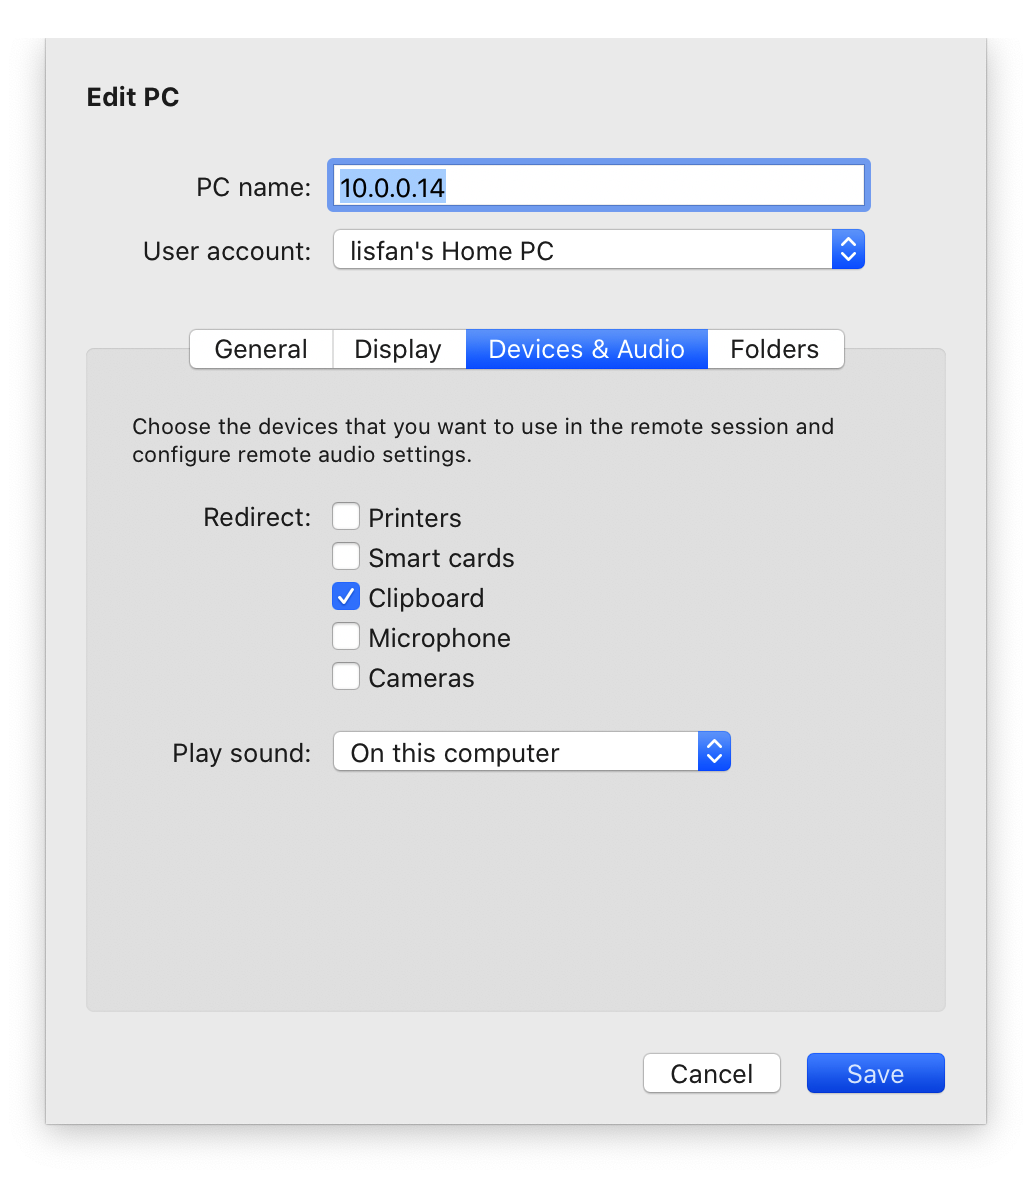 Edit PC
PC name: 10.0.0.14
User account: lisfan's Home PC
General Display Devices & Audio Folders
Choose the devices that you want to use in the remote session and
configure remote audio settings.
Redirect: Printers
Smart cards
Clipboard
Microphone
Cameras
Play sound: On this computer
Cancel Save